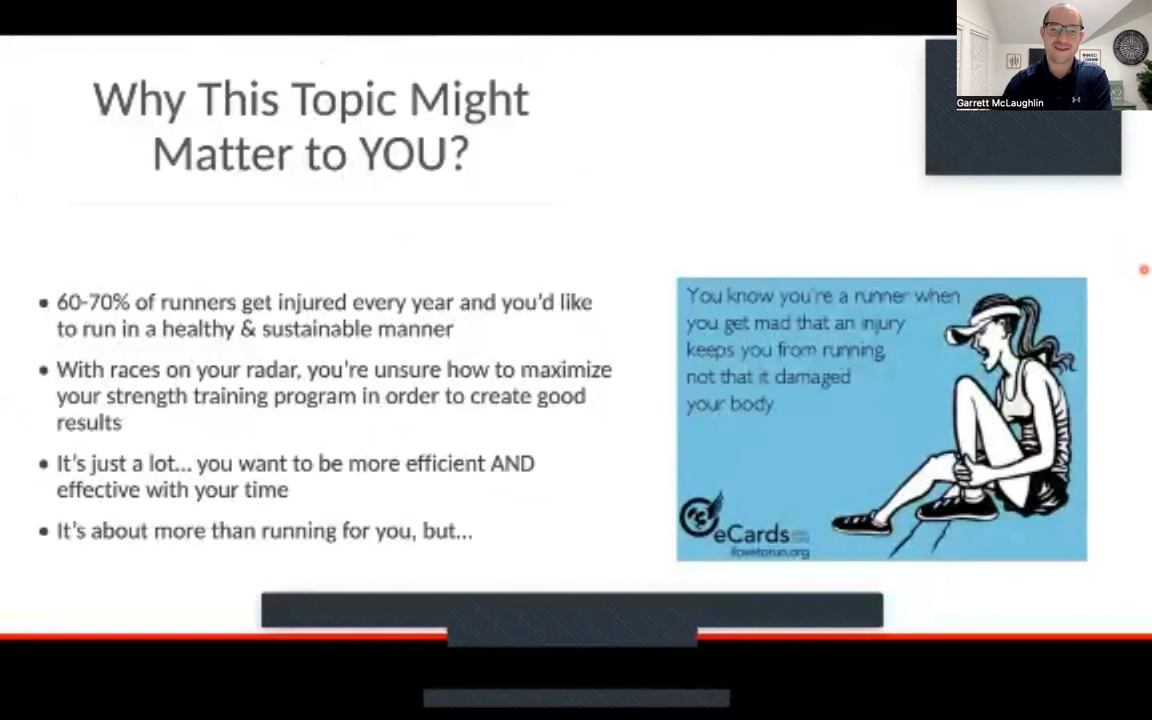 Why This Topic Might
Matter to YOU?
Garrett McLaughlin
• 60-70% of runners get injured every year and you'd like
to run in a healthy & sustainable manner
• With races on your radar, you're unsure how to maximize
your strength training program in order to create good
results
• It's just a lot... you want to be more efficient AND
effective with your time
• It's about more than running for you, but...
You know you're a runner when
you get mad that an injury
keeps you from running,
not that it damaged
your body
eCards
ilovetorun.org